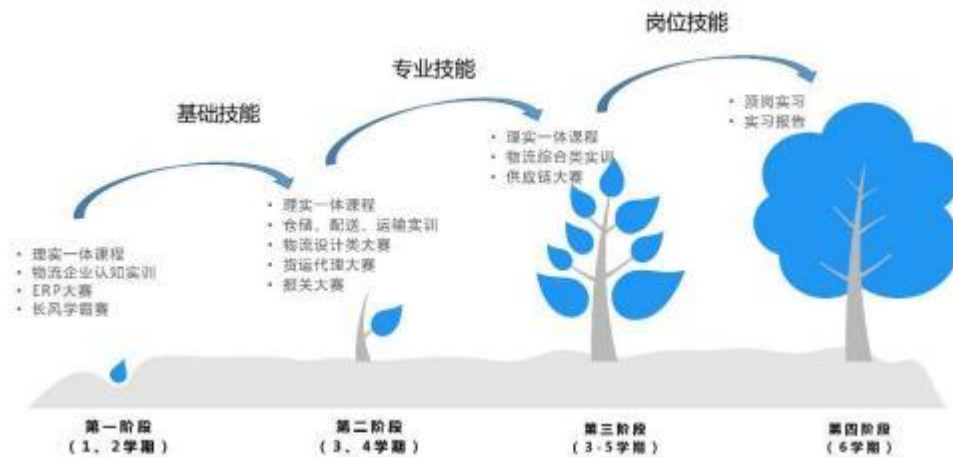 岗位技能
专业技能
基础技能
• 理实一体课程
• 物流企业认知实训
• ERP大赛
• 长风学霸赛
• 理实一体课程
• 仓储、配送、运输实训
• 物流设计类大赛
• 货运代理大赛
• 报关大赛
• 理实一体课程
• 物流综合类实训
• 供应链大赛
• 顶岗实习
• 实习报告
第一阶段
(1、2学期)
第二阶段
(3、4学期)
第三阶段
(3-5学期)
第四阶段
(6学期)